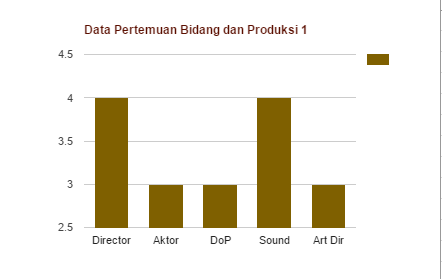 Data Pertemuan Bidang dan Produksi 1
4.5
4
3.5
3
2.5
Director Aktor DoP Sound Art Dir